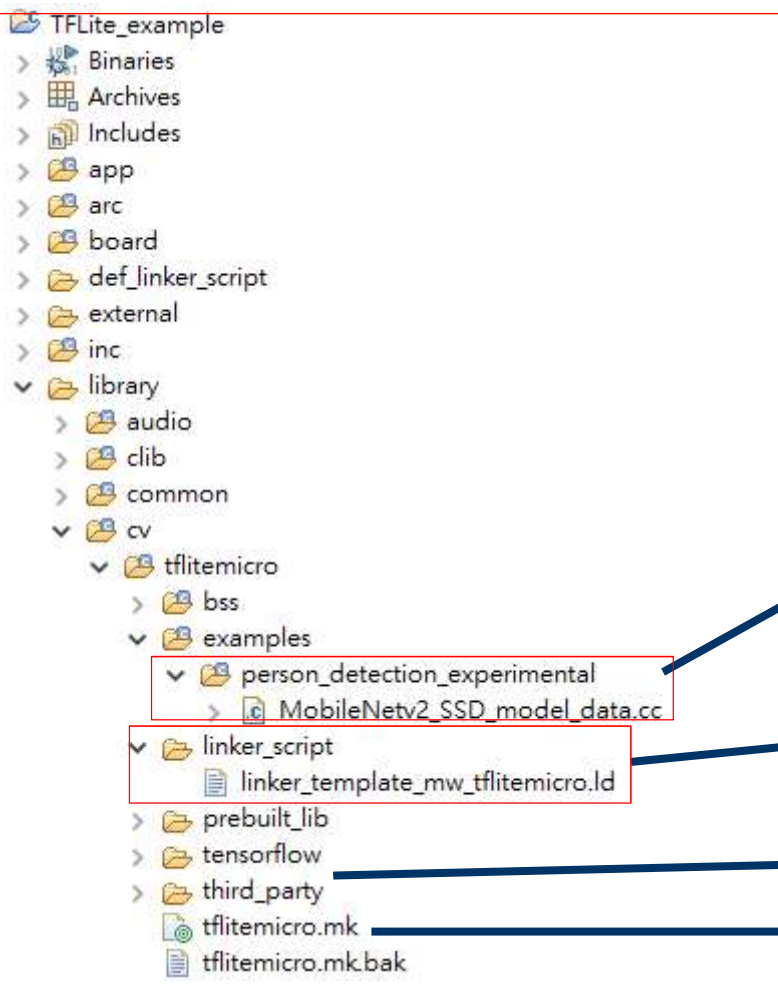 TFLite_example
Binaries
Archives
Includes
app
arc
board
def_linker_script
external
inc
library
audio
clib
common
cv
tflitemicro
bss
examples
person_detection_experimental
MobileNetv2_SSD_model_data.cc
linker_script
linker_template_mw_tflitemicro.ld
prebuilt_lib
tensorflow
third_party
tflitemicro.mk
tflitemicro.mk.bak